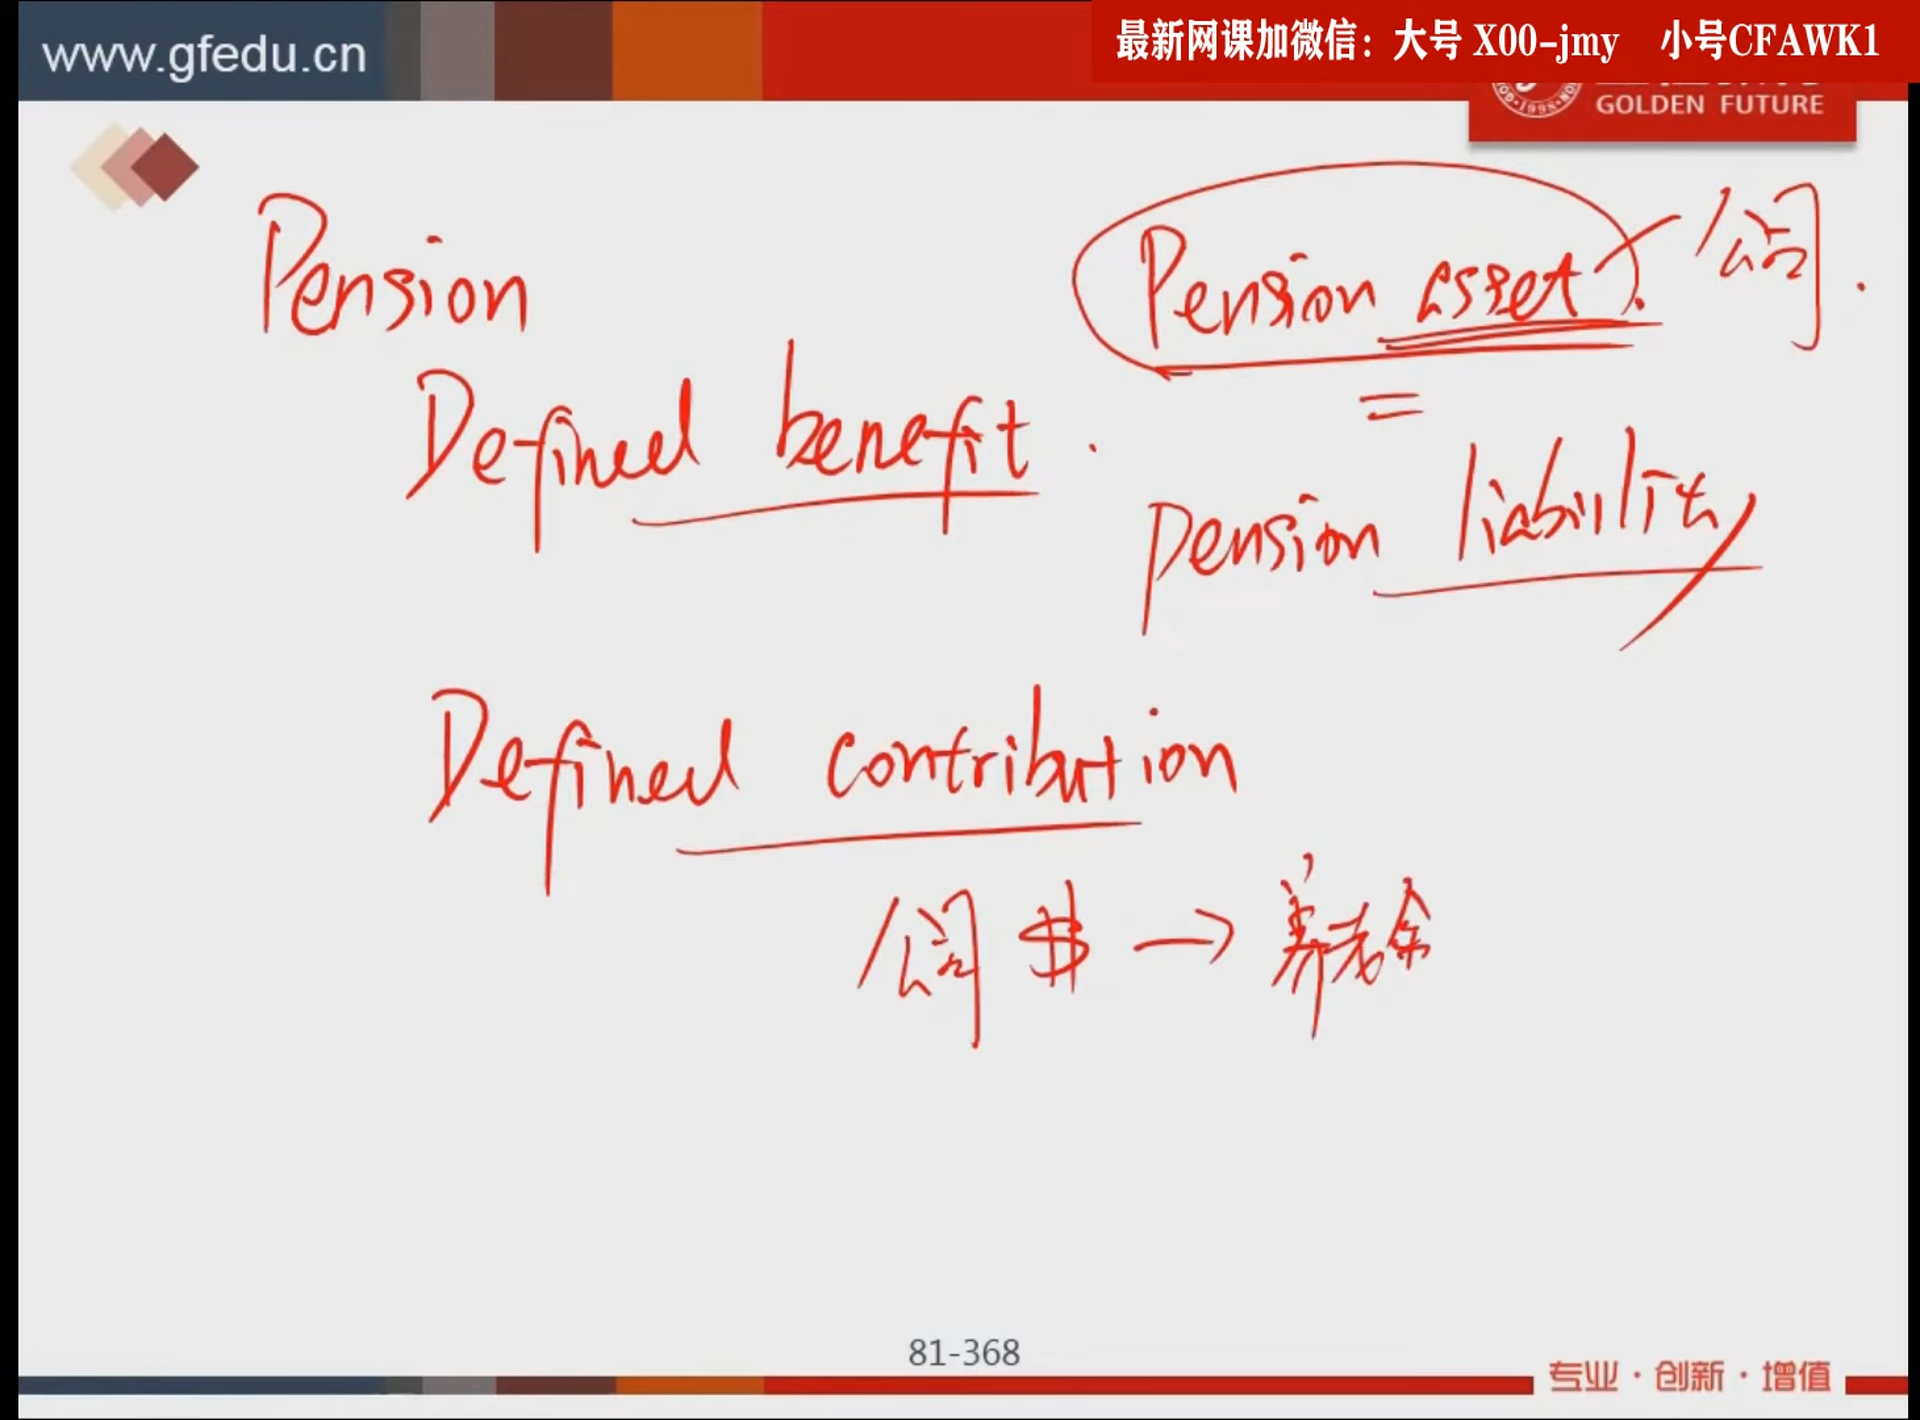 www.gfedu.cn
最新网课加微信：大号 X00-jmy 小号CFAWK1
GOLDEN FUTURE
Pension
Pension asset. 公司.
=
Defined benefit.
pension liability
Defined contribution
公司 $ → 养老金
81-368
专业·创新·增值